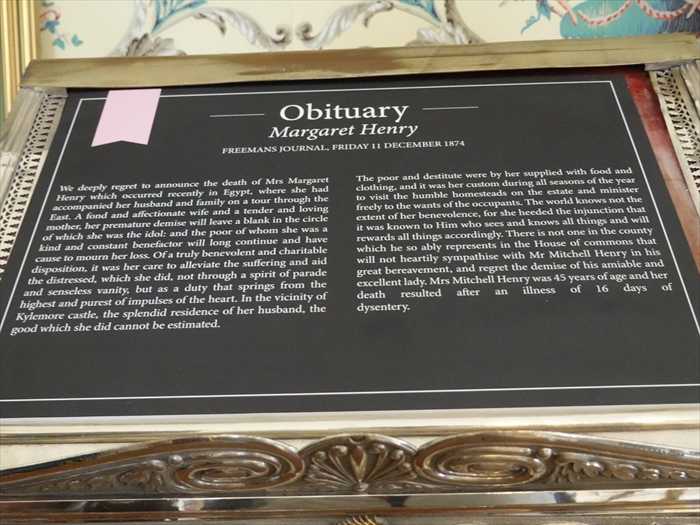 Obituary
Margaret Henry
FREEMANS JOURNAL, FRIDAY 11 DECEMBER 1874
We deeply regret to announce the death of Mrs Margaret
Henry which occurred recently in Egypt, where she had
accompanied her husband and family on a tour through the
East. A fond and affectionate wife and a tender and loving
mother, her premature demise will leave a blank in the circle
of which she was the idol: and the poor of whom she was a
kind and constant benefactor will long continue and have
cause to mourn her loss. Of a truly benevolent and charitable
disposition, it was her care to alleviate the suffering and aid
the distressed, which she did, not through a spirit of parade
and senseless vanity, but as a duty that springs from the
highest and purest of impulses of the heart. In the vicinity of
Kylemore castle, the splendid residence of her husband, the
good which she did cannot be estimated.
The poor and destitute were by her supplied with food and
clothing, and it was her custom during all seasons of the year
to visit the humble homesteads on the estate and minister
freely to the wants of the occupants. The world knows not the
extent of her benevolence, for she heeded the injunction that
it was known to Him who sees and knows all things and will
rewards all things accordingly. There is not one in the county
which he so ably represents in the House of commons that
will not heartily sympathise with Mr Mitchell Henry in his
great bereavement, and regret the demise of his amiable and
excellent lady. Mrs Mitchell Henry was 45 years of age and her
death resulted after an illness of 16 days of
dysentery.